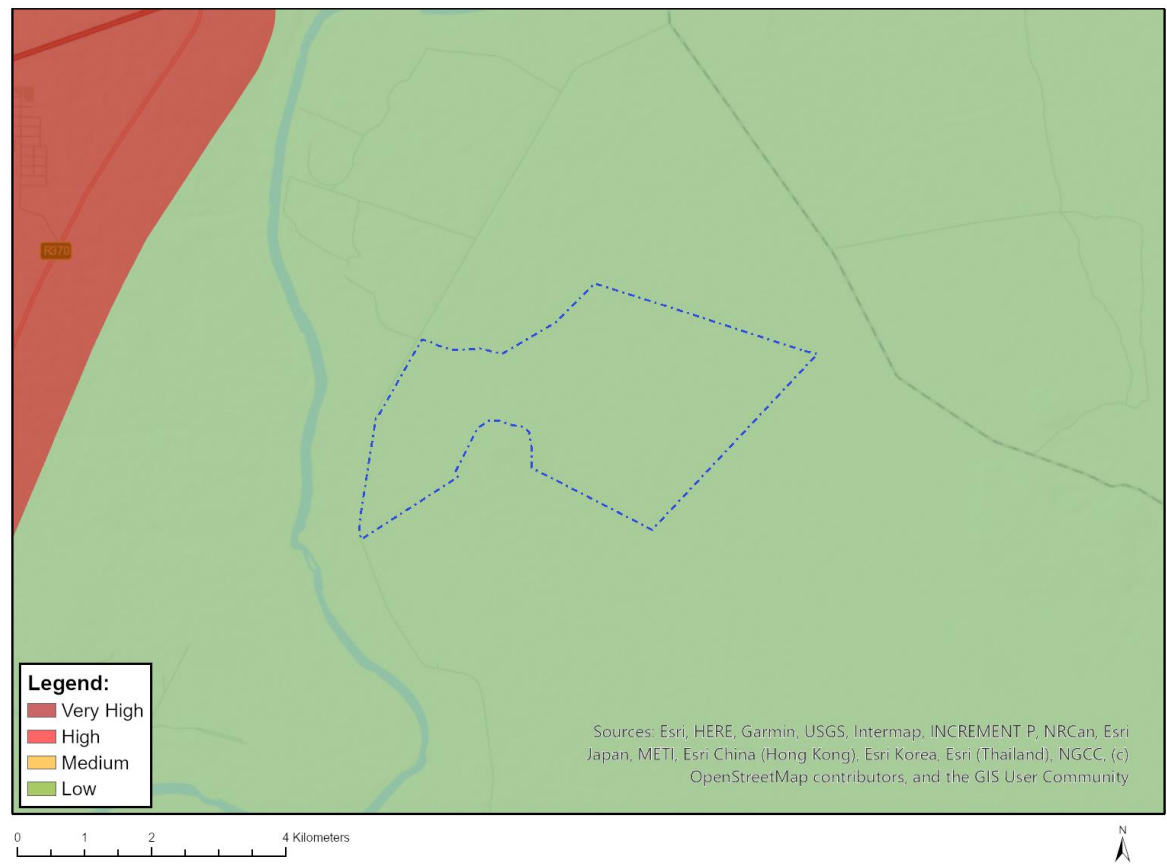 R370
Legend:
Very High
High
Medium
Low
Sources: Esri, HERE, Garmin, USGS, Intermap, INCREMENT P, NRCan, Esri
Japan, METI, Esri China (Hong Kong), Esri Korea, Esri (Thailand), NGCC, (c)
OpenStreetMap contributors, and the GIS User Community
0 1 2 4 Kilometers
N